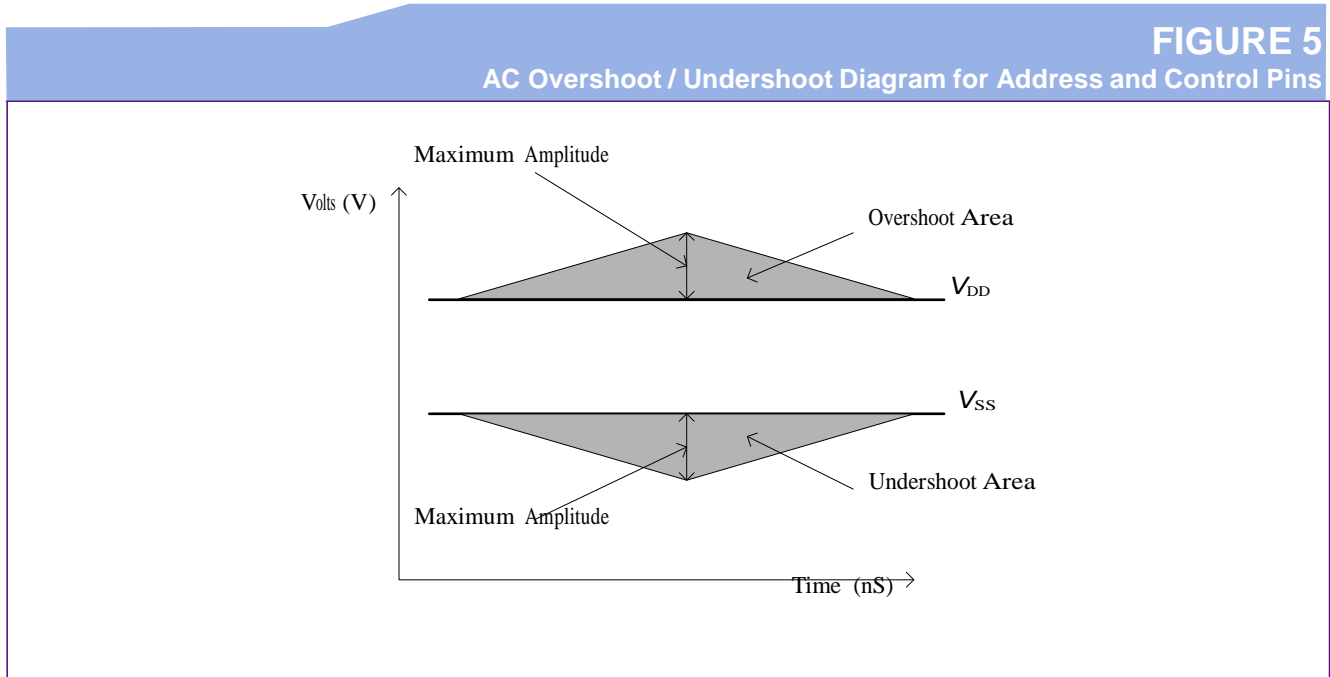 FIGURE 5
AC Overshoot / Undershoot Diagram for Address and Control Pins
Maximum Amplitude
Volts (V)
Overshoot Area
VDD
VSS
Undershoot Area
Maximum Amplitude
Time (nS)